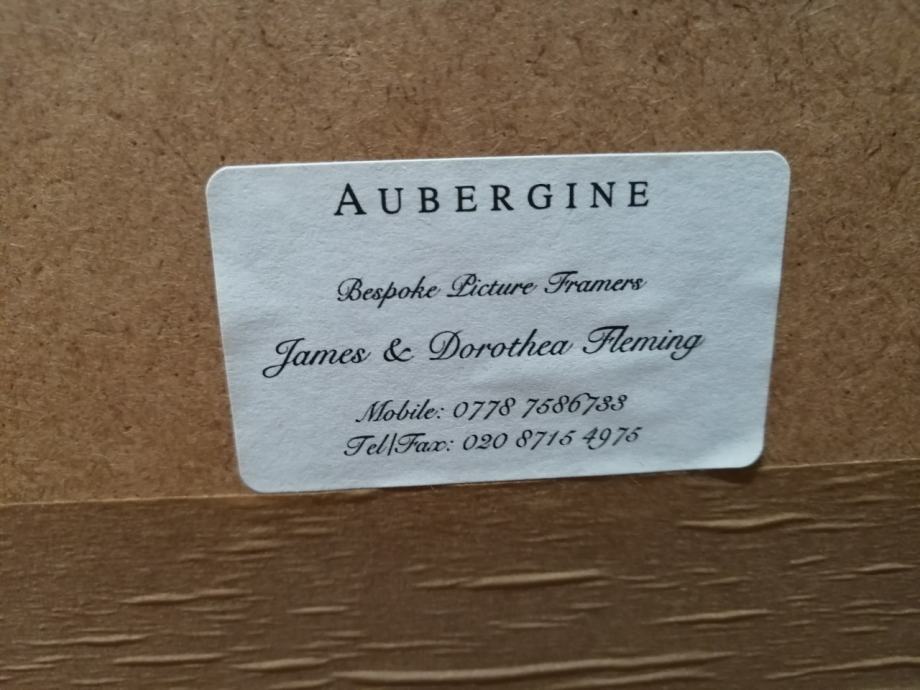 AUBERGINE
Bespoke Picture Framers
James & Dorothea Fleming
Mobile: 0778 7586733
Tel/Fax: 020 8715 4975